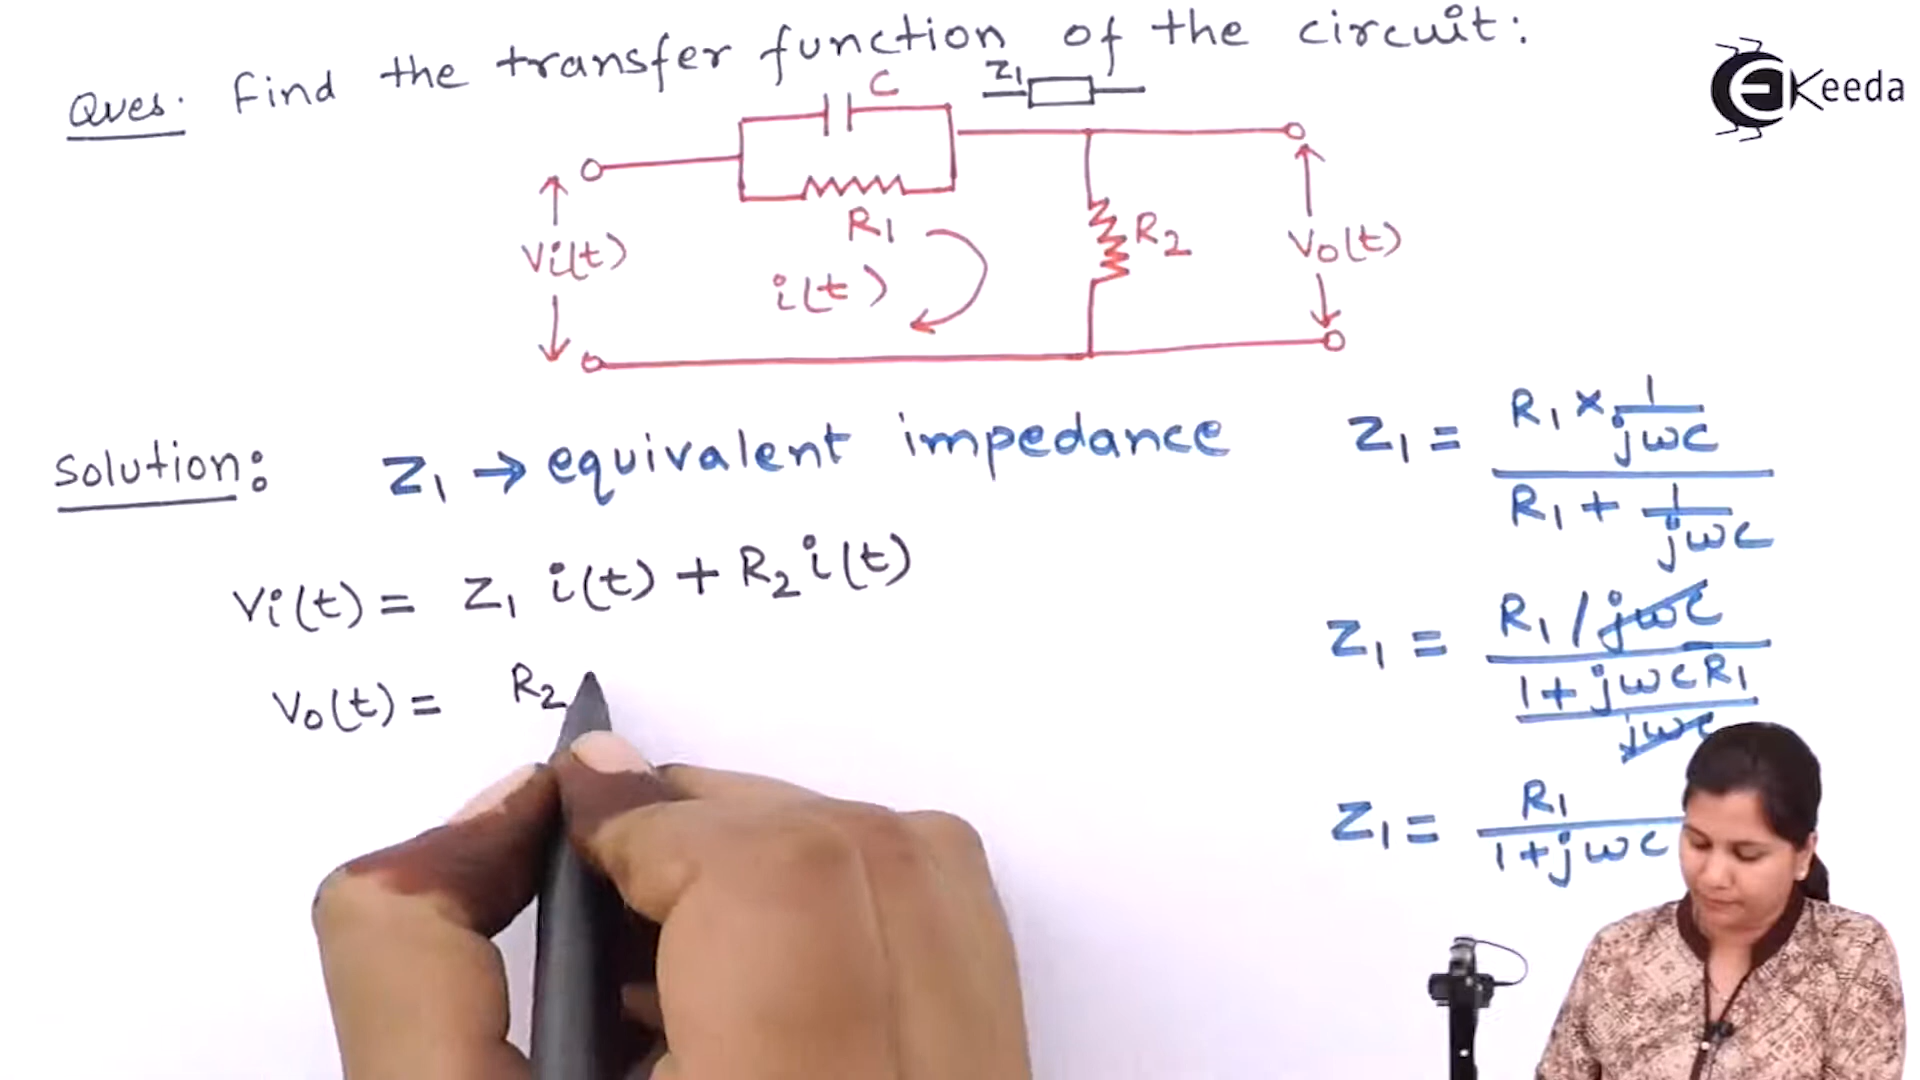 Ques. Find the transfer function of the circuit:
EKeeda
Z1
C
R1
R2
Vi(t)
i(t)
Vo(t)
Solution: Z1 → equivalent impedance
Vi(t) = Z1 i(t) + R2 i(t)
Vo(t) = R2
Z1 = R1 × 1/jωC / R1 + 1/jωC
Z1 = R1/jωC / 1 + jωCR1 / jωC
Z1 = R1 / 1 + jωC